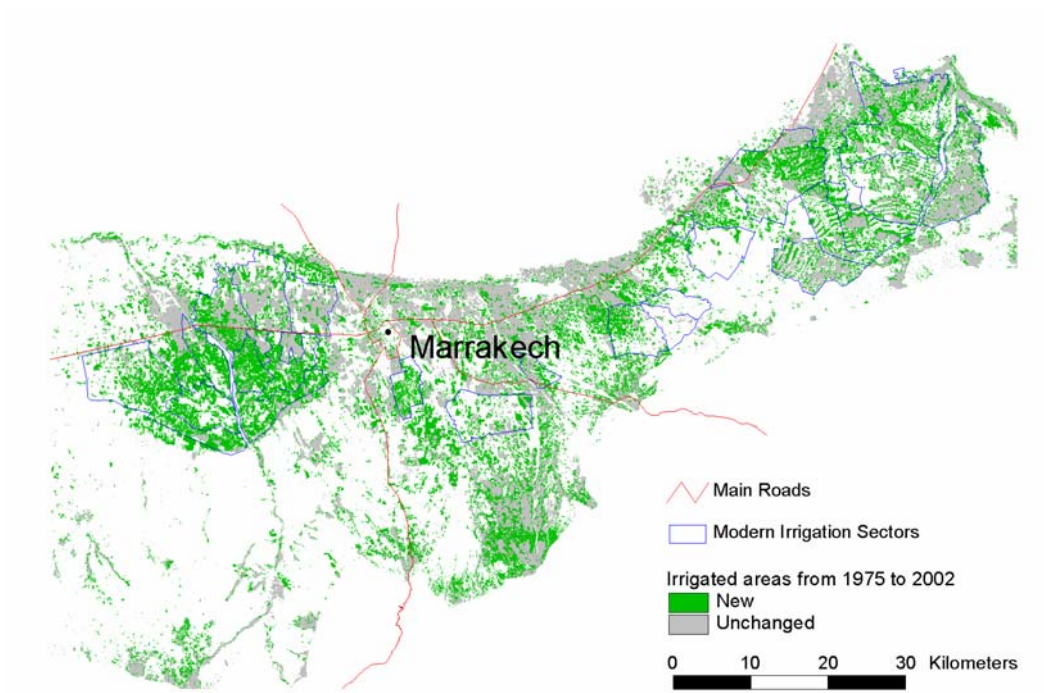 Marrakech
Main Roads
Modern Irrigation Sectors
Irrigated areas from 1975 to 2002
New
Unchanged
0 10 20 30 Kilometers